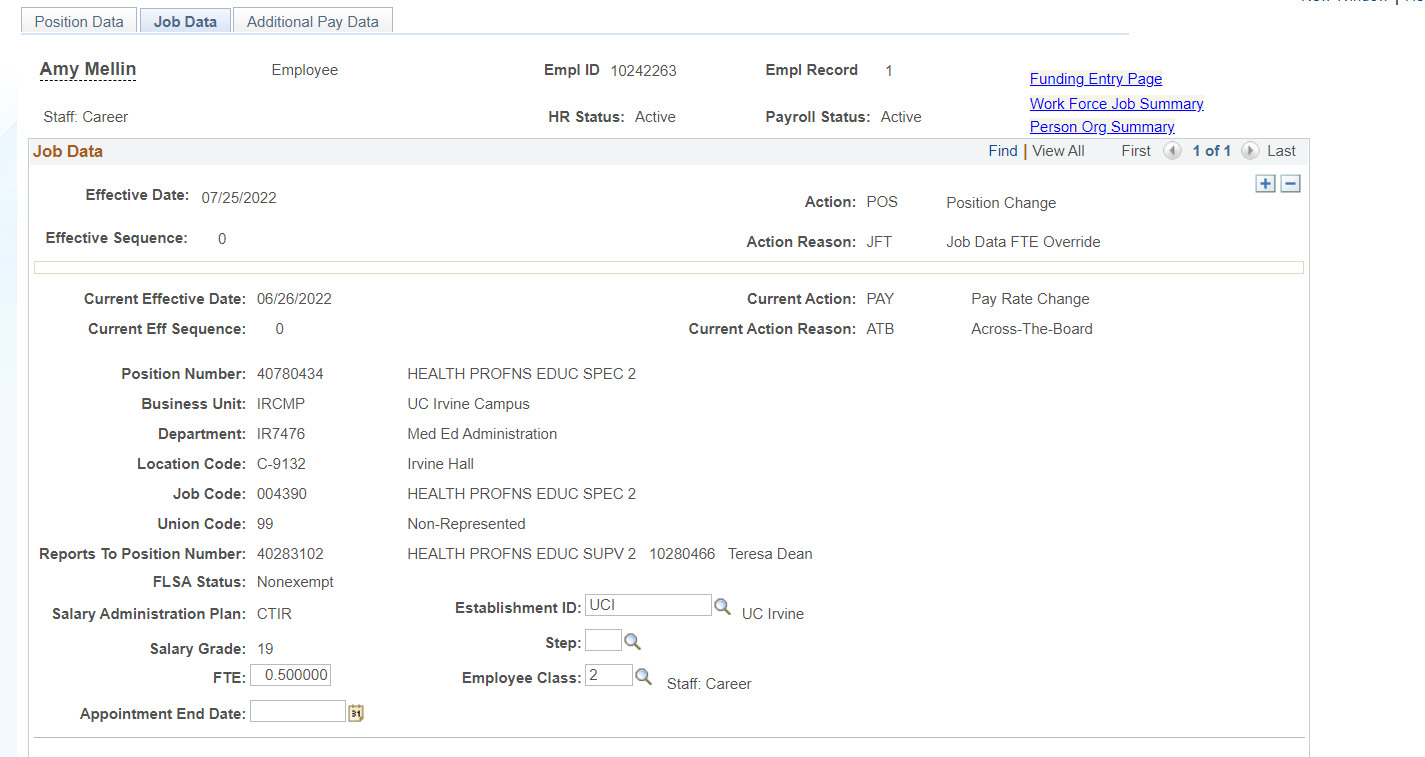 Position Data Job Data Additional Pay Data
Amy Mellin Employee Empl ID 10242263 Empl Record 1
Funding Entry Page
Work Force Job Summary
Staff: Career HR Status: Active Payroll Status: Active
Person Org Summary
Job Data Find | View All First 1 of 1 Last
Effective Date: 07/25/2022 Action: POS Position Change
Effective Sequence: 0 Action Reason: JFT Job Data FTE Override
Current Effective Date: 06/26/2022 Current Action: PAY Pay Rate Change
Current Eff Sequence: 0 Current Action Reason: ATB Across-The-Board
Position Number: 40780434 HEALTH PROFNS EDUC SPEC 2
Business Unit: IRCMP UC Irvine Campus
Department: IR7476 Med Ed Administration
Location Code: C-9132 Irvine Hall
Job Code: 004390 HEALTH PROFNS EDUC SPEC 2
Union Code: 99 Non-Represented
Reports To Position Number: 40283102 HEALTH PROFNS EDUC SUPV 2 10280466 Teresa Dean
FLSA Status: Nonexempt
Salary Administration Plan: CTIR Establishment ID: UCI UC Irvine
Salary Grade: 19 Step:
FTE: 0.500000 Employee Class: 2 Staff: Career
Appointment End Date: 31